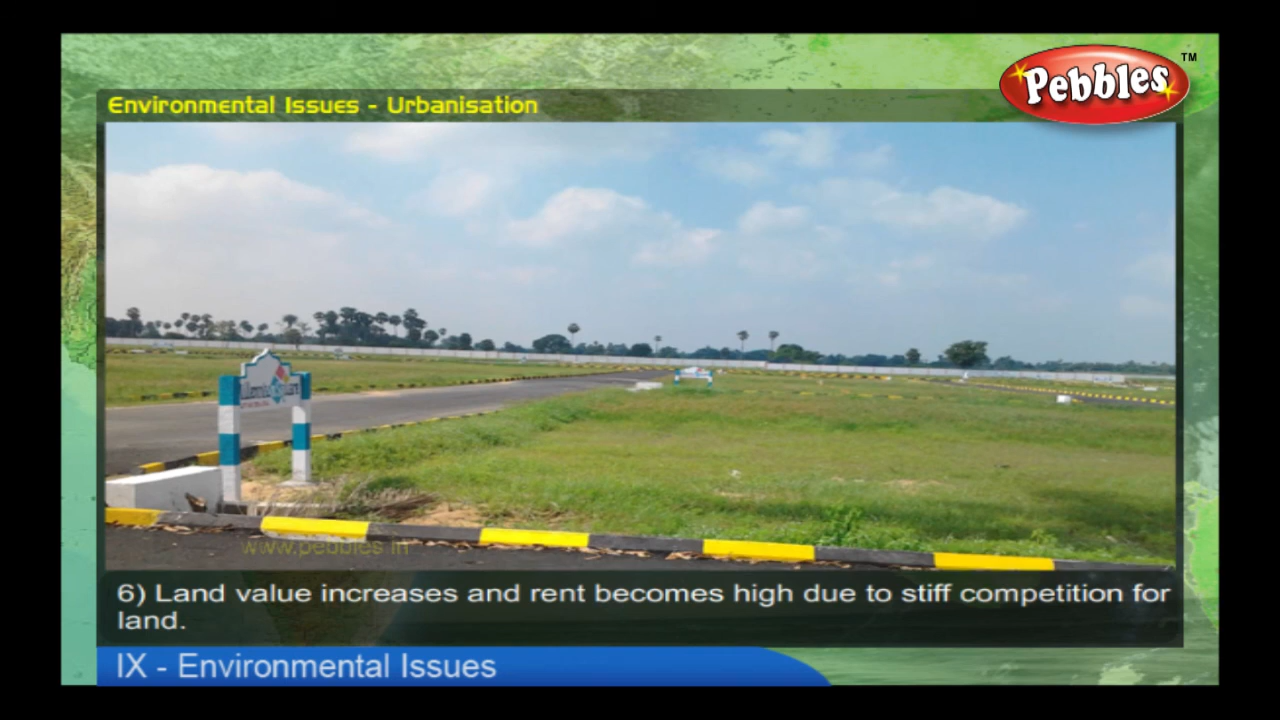 Pebbles TM
Environmental Issues - Urbanisation
www.pebbles.in
6) Land value increases and rent becomes high due to stiff competition for
land.
IX - Environmental Issues